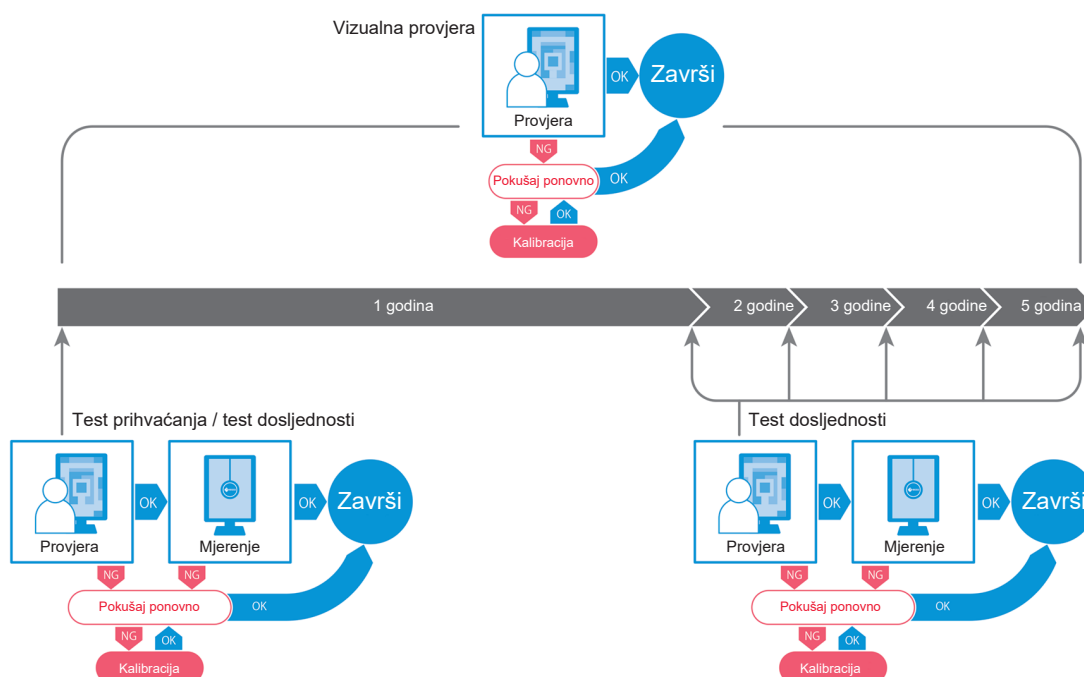 Vizualna provjera
Provjera
OK
Završi
NG
Pokušaj ponovno
OK
NG
OK
Kalibracija
1 godina
2 godine
3 godine
4 godine
5 godina
Test prihvaćanja / test dosljednosti
Provjera
OK
Mjerenje
OK
Završi
NG
NG
Pokušaj ponovno
OK
NG
OK
Kalibracija
Test dosljednosti
Provjera
OK
Mjerenje
OK
Završi
NG
NG
Pokušaj ponovno
OK
NG
OK
Kalibracija